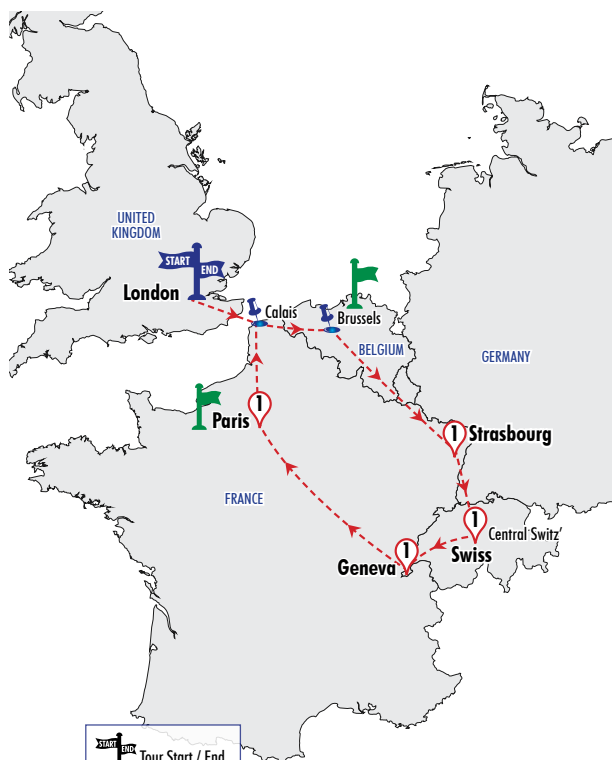 UNITED
KINGDOM
START
END
London
Calais
Brussels
BELGIUM
GERMANY
1
Paris
1
Strasbourg
FRANCE
1
Central Switz'
Swiss
1
Geneva
START
END
Tour Start / End